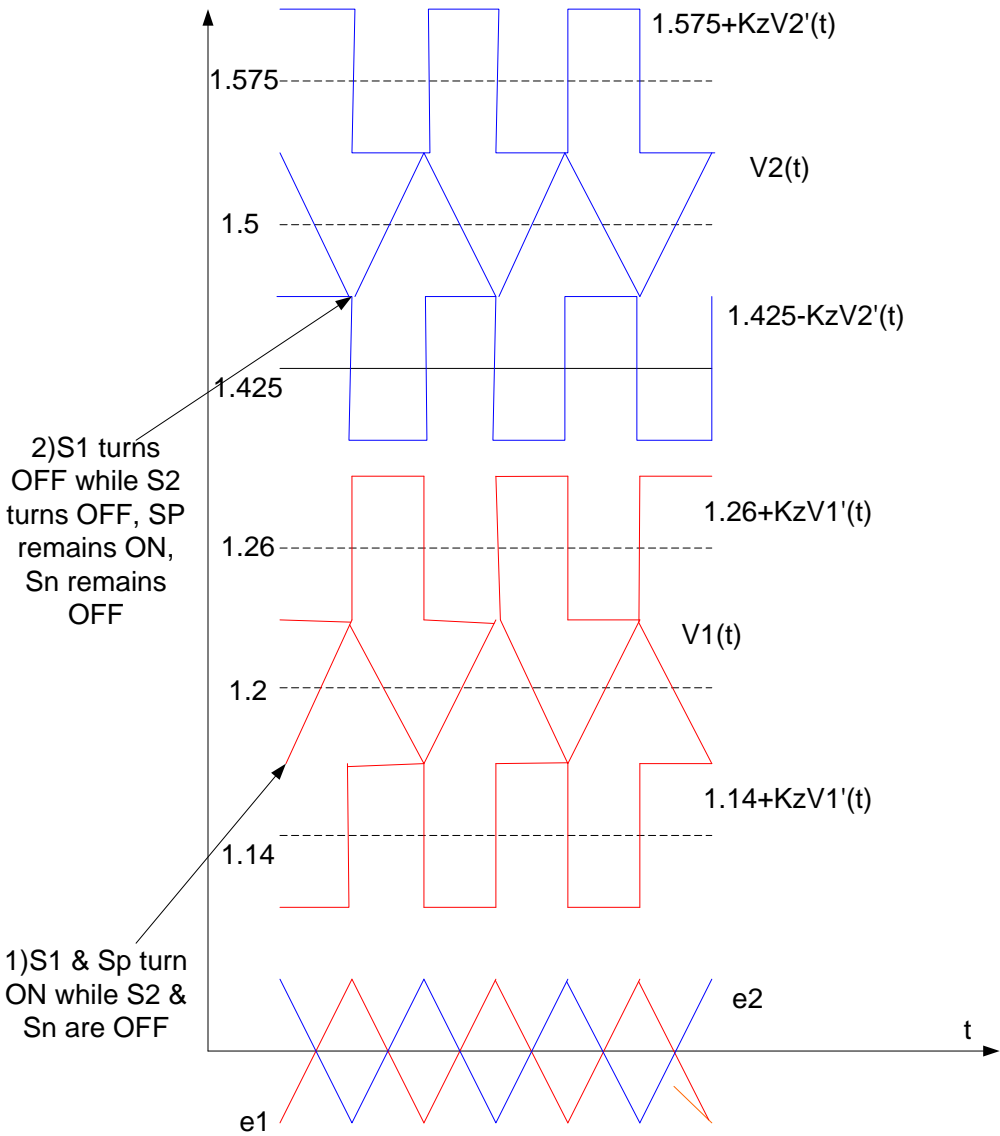 1.575+KzV2'(t)
1.575
V2(t)
1.5
1.425-KzV2'(t)
1.425
2)S1 turns
OFF while S2
turns OFF, SP
remains ON,
Sn remains
OFF
1.26+KzV1'(t)
1.26
V1(t)
1.2
1.14+KzV1'(t)
1.14
1)S1 & Sp turn
ON while S2 &
Sn are OFF
e2
t
e1